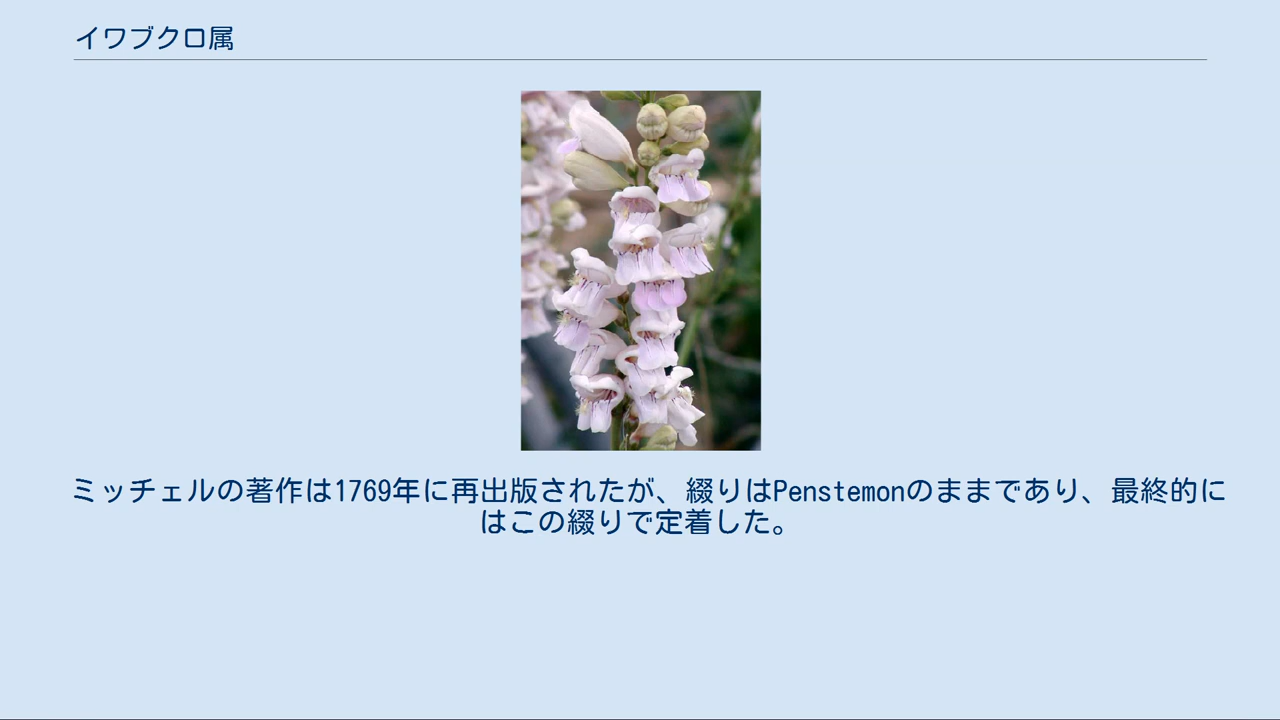 イワブクロ属
ミッチェルの著作は1769年に再出版されたが、綴りはPenstemonのままであり、最終的に
はこの綴りで定着した。